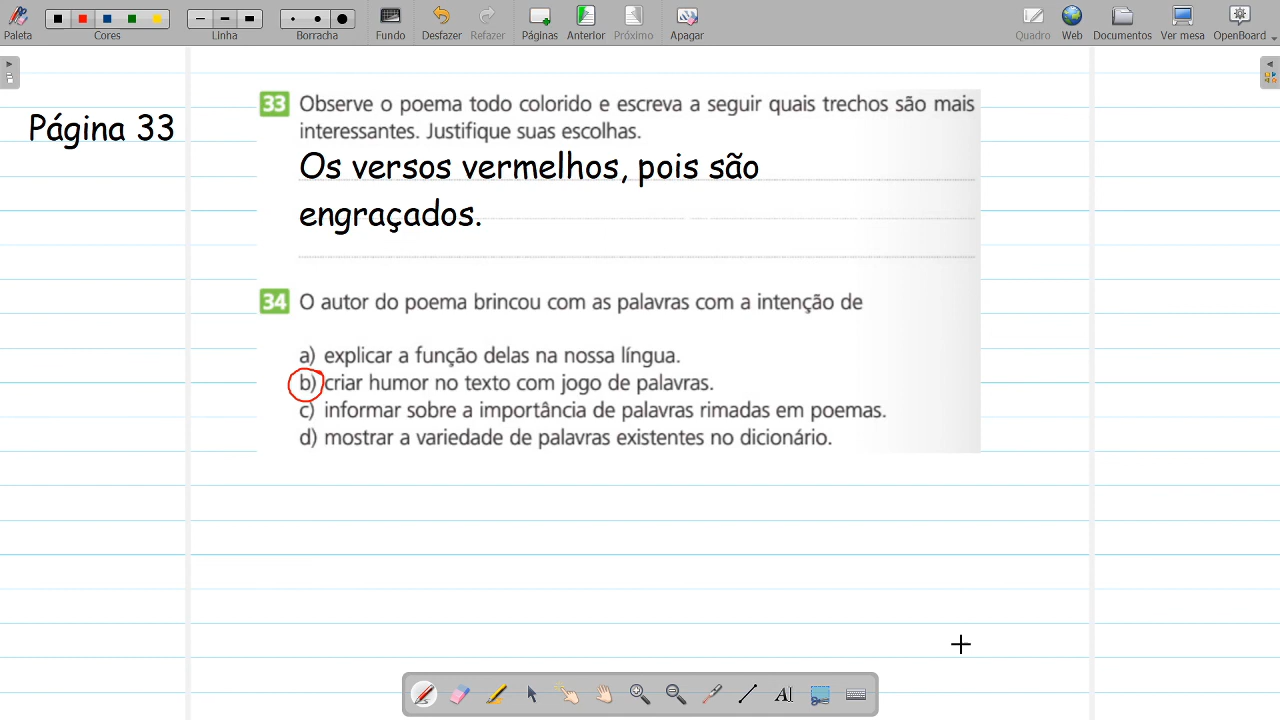 Paleta
Cores
Linha
Borracha
Fundo
Desfazer
Refazer
Páginas
Anterior
Próximo
Apagar
Quadro
Web
Documentos
Ver mesa
OpenBoard
Página 33
33 Observe o poema todo colorido e escreva a seguir quais trechos são mais
interessantes. Justifique suas escolhas.
Os versos vermelhos, pois são
engraçados.
34 O autor do poema brincou com as palavras com a intenção de
a) explicar a função delas na nossa língua.
b) criar humor no texto com jogo de palavras.
c) informar sobre a importância de palavras rimadas em poemas.
d) mostrar a variedade de palavras existentes no dicionário.
AI